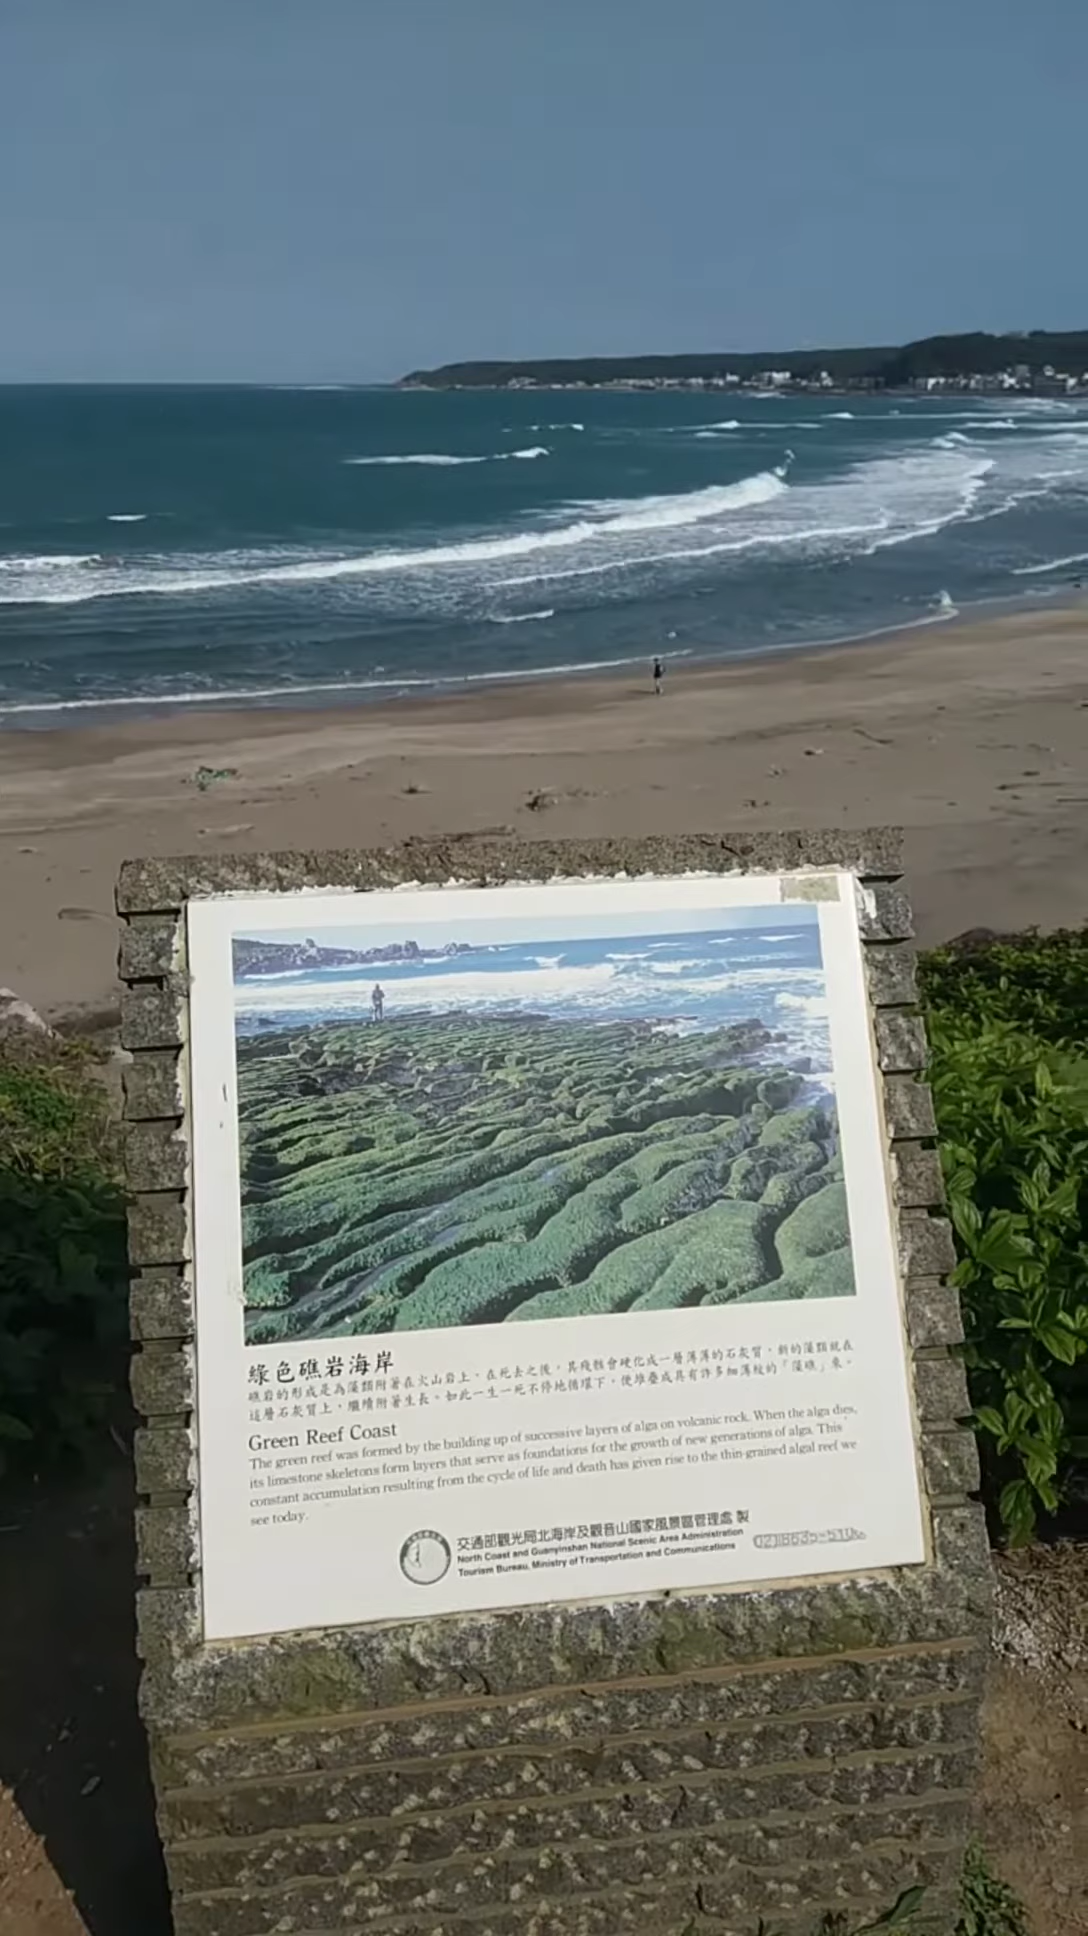 綠色礁岩海岸
礁岩的形成是為藻類附著在火山岩上，在死去之後，其殘骸會硬化成一層薄薄的石灰質，新的藻類就在
這層石灰質上，繼續附著生長。如此一生一死不停地循環下，便堆疊成具有許多細薄紋的「藻礁」來。
Green Reef Coast
The green reef was formed by the building up of successive layers of alga on volcanic rock. When the alga dies,
its limestone skeletons form layers that serve as foundations for the growth of new generations of alga. This
constant accumulation resulting from the cycle of life and death has given rise to the thin-grained algal reef we
see today.
交通部觀光局北海岸及觀音山國家風景區管理處 製
North Coast and Guanyinshan National Scenic Area Administration
Tourism Bureau, Ministry of Transportation and Communications